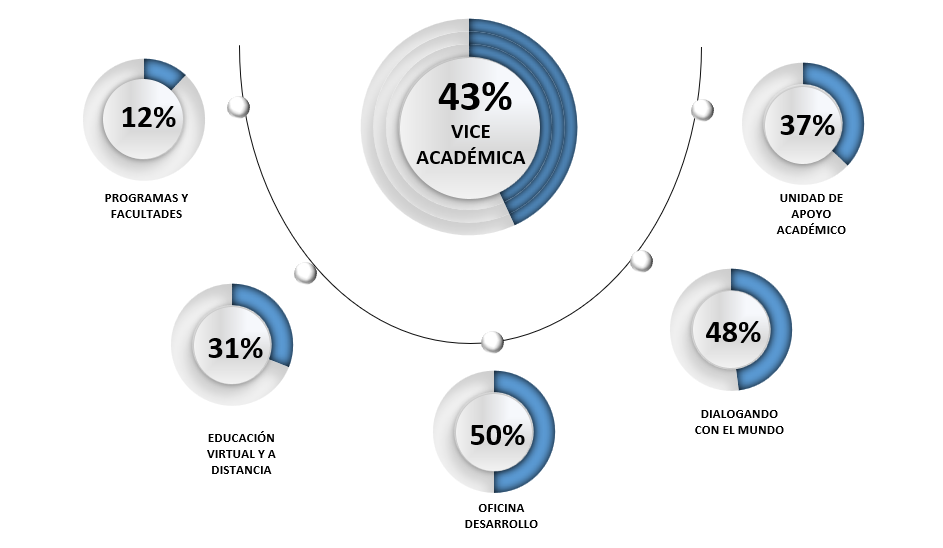 43%
VICE
ACADÉMICA
12%
PROGRAMAS Y
FACULTADES
31%
EDUCACIÓN
VIRTUAL Y A
DISTANCIA
50%
OFICINA
DESARROLLO
48%
DIALOGANDO
CON EL MUNDO
37%
UNIDAD DE
APOYO
ACADÉMICO